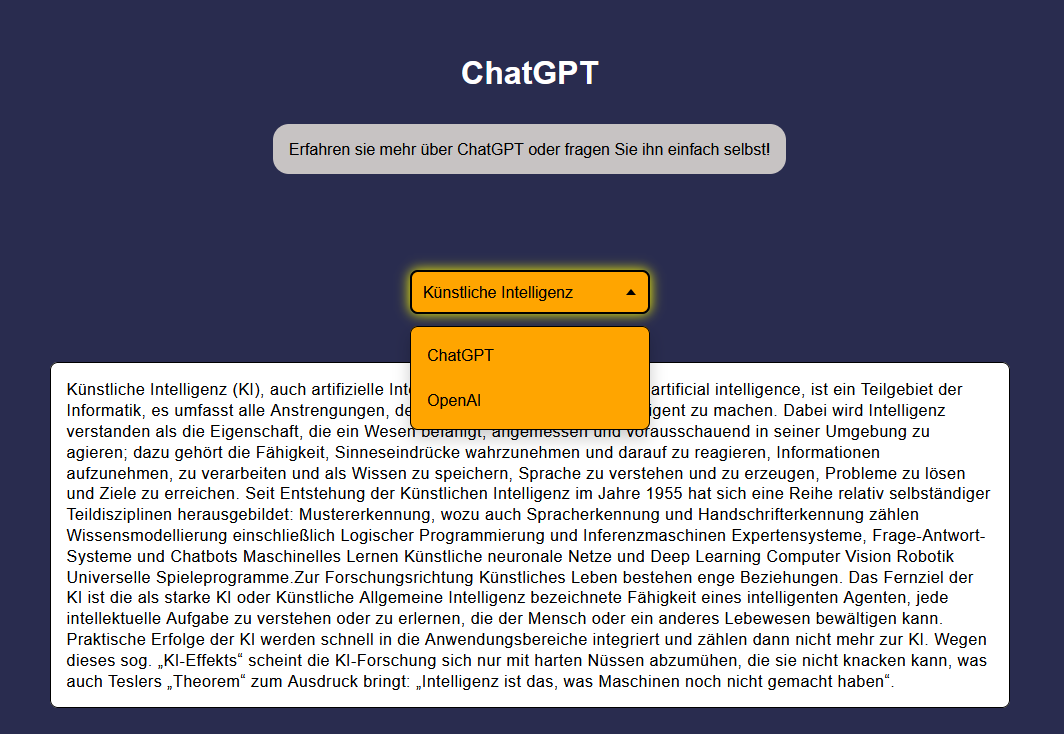 ChatGPT
Erfahren sie mehr über ChatGPT oder fragen Sie ihn einfach selbst!
Künstliche Intelligenz
ChatGPT
OpenAI
Künstliche Intelligenz (KI), auch artifizielle artificial intelligence, ist ein Teilgebiet der
Informatik, es umfasst alle Anstrengungen, zu machen. Dabei wird Intelligenz
verstanden als die Eigenschaft, die ein Wesen befähigt, angemessen und vorausschauend in seiner Umgebung zu
agieren; dazu gehört die Fähigkeit, Sinneseindrücke wahrzunehmen und darauf zu reagieren, Informationen
aufzunehmen, zu verarbeiten und als Wissen zu speichern, Sprache zu verstehen und zu erzeugen, Probleme zu lösen
und Ziele zu erreichen. Seit Entstehung der Künstlichen Intelligenz im Jahre 1955 hat sich eine Reihe relativ selbständiger
Teildisziplinen herausgebildet: Mustererkennung, wozu auch Spracherkennung und Handschrifterkennung zählen
Wissensmodellierung einschließlich Logischer Programmierung und Inferenzmaschinen Expertensysteme, Frage-Antwort-
Systeme und Chatbots Maschinelles Lernen Künstliche neuronale Netze und Deep Learning Computer Vision Robotik
Universelle Spieleprogramme.Zur Forschungsrichtung Künstliches Leben bestehen enge Beziehungen. Das Fernziel der
KI ist die als starke KI oder Künstliche Allgemeine Intelligenz bezeichnete Fähigkeit eines intelligenten Agenten, jede
intellektuelle Aufgabe zu verstehen oder zu erlernen, die der Mensch oder ein anderes Lebewesen bewältigen kann.
Praktische Erfolge der KI werden schnell in die Anwendungsbereiche integriert und zählen dann nicht mehr zur KI. Wegen
dieses sog. „KI-Effekts“ scheint die KI-Forschung sich nur mit harten Nüssen abzumühen, die sie nicht knacken kann, was
auch Teslers „Theorem“ zum Ausdruck bringt: „Intelligenz ist das, was Maschinen noch nicht gemacht haben“.